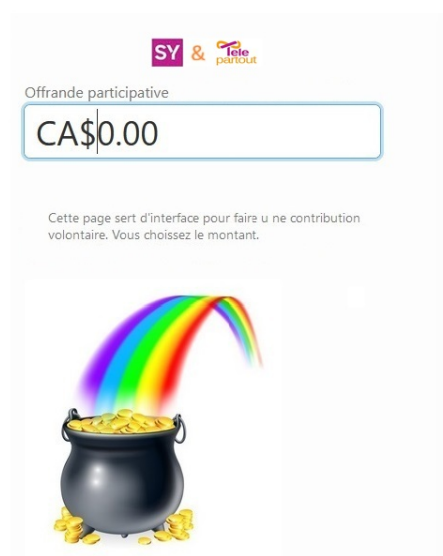 SY & Tele
partout
Offrande participative
CA$0.00
Cette page sert d'interface pour faire u ne contribution
volontaire. Vous choissez le montant.